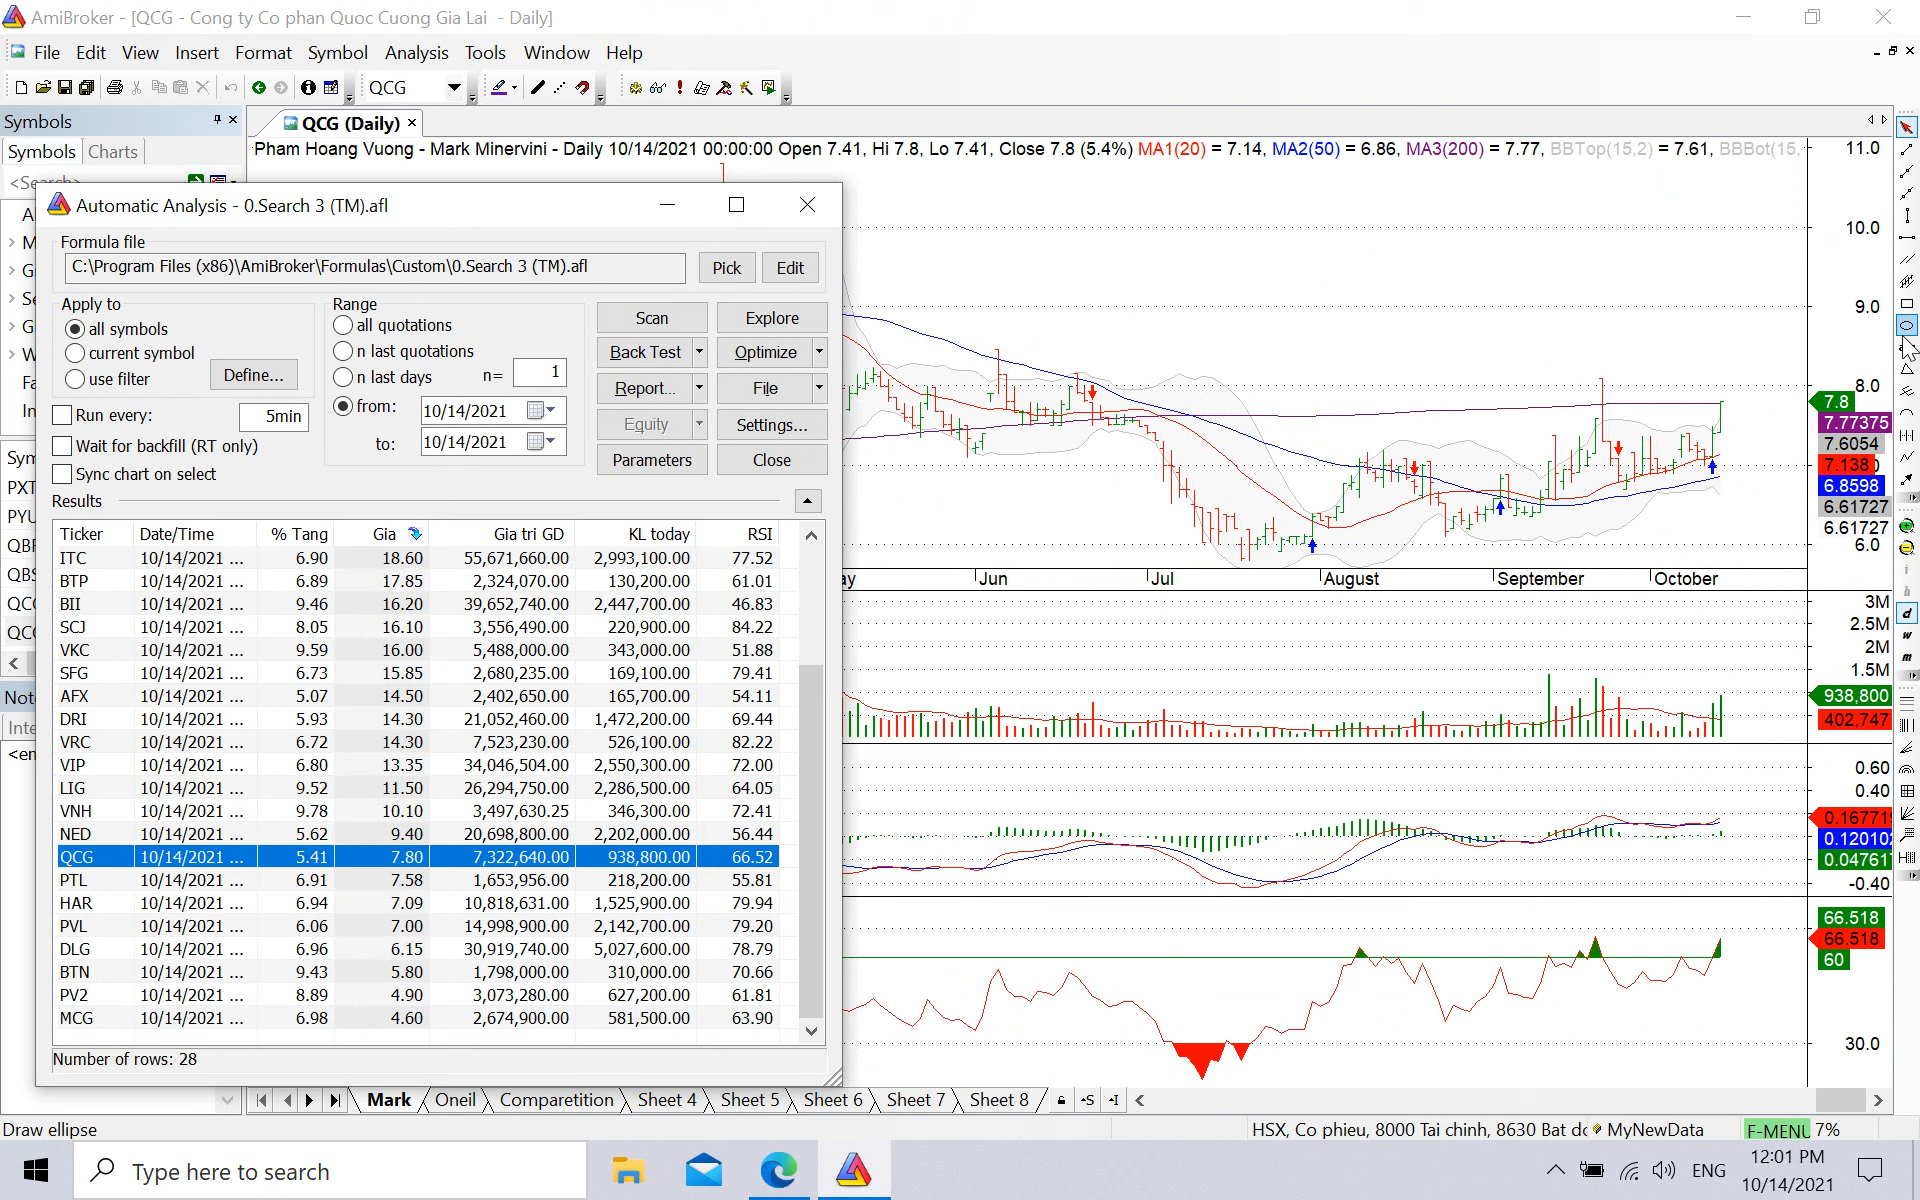 AmiBroker - [QCG - Cong ty Co phan Quoc Cuong Gia Lai - Daily]
File Edit View Insert Format Symbol Analysis Tools Window Help
QCG
Symbols
QCG (Daily)
Symbols Charts
Pham Hoang Vuong - Mark Minervini - Daily 10/14/2021 00:00:00 Open 7.41, Hi 7.8, Lo 7.41, Close 7.8 (5.4%) MA1(20) = 7.14, MA2(50) = 6.86, MA3(200) = 7.77, BBTop(15,2) = 7.61, BBBot(15,
11.0
10.0
9.0
8.0
7.8
7.77375
7.6054
7.138
6.8598
6.61727
6.61727
6.0
Automatic Analysis - 0.Search 3 (TM).afl
Formula file
C:\Program Files (x86)\AmiBroker\Formulas\Custom\0.Search 3 (TM).afl
Pick Edit
Apply to
all symbols
current symbol
use filter
Define...
Range
all quotations
n last quotations
n last days n= 1
from: 10/14/2021
to: 10/14/2021
Scan Explore
Back Test Optimize
Report... File
Equity Settings...
Parameters Close
Run every: 5min
Wait for backfill (RT only)
Sync chart on select
Results
Ticker Date/Time % Tang Gia Gia tri GD KL today RSI
ITC 10/14/2021 ... 6.90 18.60 55,671,660.00 2,993,100.00 77.52
BTP 10/14/2021 ... 6.89 17.85 2,324,070.00 130,200.00 61.01
BII 10/14/2021 ... 9.46 16.20 39,652,740.00 2,447,700.00 46.83
SCJ 10/14/2021 ... 8.05 16.10 3,556,490.00 220,900.00 84.22
VKC 10/14/2021 ... 9.59 16.00 5,488,000.00 343,000.00 51.88
SFG 10/14/2021 ... 6.73 15.85 2,680,235.00 169,100.00 79.41
AFX 10/14/2021 ... 5.07 14.50 2,402,650.00 165,700.00 54.11
DRI 10/14/2021 ... 5.93 14.30 21,052,460.00 1,472,200.00 69.44
VRC 10/14/2021 ... 6.72 14.30 7,523,230.00 526,100.00 82.22
VIP 10/14/2021 ... 6.80 13.35 34,046,504.00 2,550,300.00 72.00
LIG 10/14/2021 ... 9.52 11.50 26,294,750.00 2,286,500.00 64.05
VNH 10/14/2021 ... 9.78 10.10 3,497,630.25 346,300.00 72.41
NED 10/14/2021 ... 5.62 9.40 20,698,800.00 2,202,000.00 56.44
QCG 10/14/2021 ... 5.41 7.80 7,322,640.00 938,800.00 66.52
PTL 10/14/2021 ... 6.91 7.58 1,653,956.00 218,200.00 55.81
HAR 10/14/2021 ... 6.94 7.09 10,818,631.00 1,525,900.00 79.94
PVL 10/14/2021 ... 6.06 7.00 14,998,900.00 2,142,700.00 79.20
DLG 10/14/2021 ... 6.96 6.15 30,919,740.00 5,027,600.00 78.79
BTN 10/14/2021 ... 9.43 5.80 1,798,000.00 310,000.00 70.66
PV2 10/14/2021 ... 8.89 4.90 3,073,280.00 627,200.00 61.81
MCG 10/14/2021 ... 6.98 4.60 2,674,900.00 581,500.00 63.90
Number of rows: 28
ay Jun Jul August September October
3M
2.5M
2M
1.5M
938,800
402,747
0.60
0.40
0.16771
0.120102
0.04761
-0.40
66.518
66.518
60
30.0
Mark Oneil Comparetition Sheet 4 Sheet 5 Sheet 6 Sheet 7 Sheet 8
Draw ellipse
HSX, Co phieu, 8000 Tai chinh, 8630 Bat do MyNewData F-MENU 7%
Type here to search
ENG
12:01 PM
10/14/2021